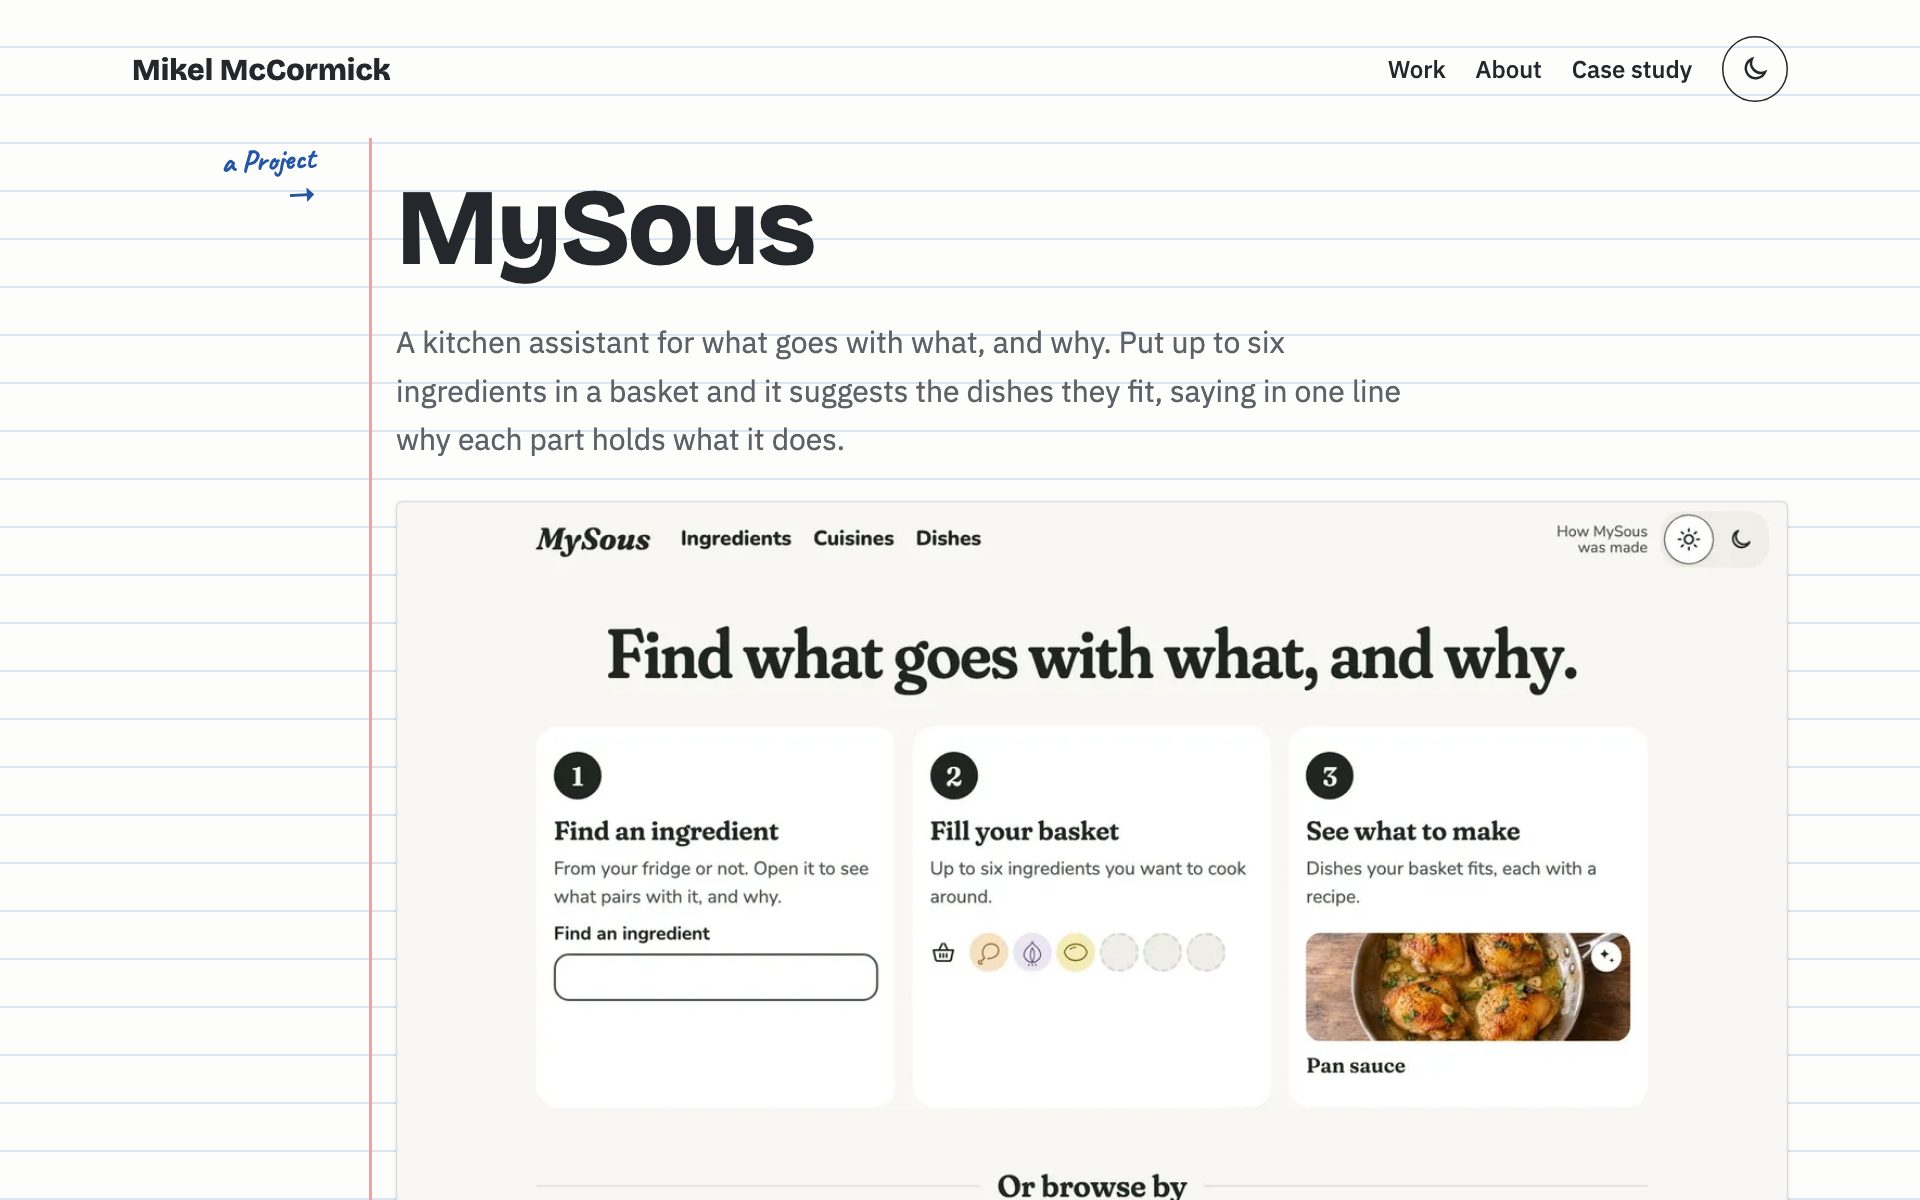 Mikel McCormick
Work About Case study
a Project
→
MySous
A kitchen assistant for what goes with what, and why. Put up to six
ingredients in a basket and it suggests the dishes they fit, saying in one line
why each part holds what it does.
MySous Ingredients Cuisines Dishes
How MySous
was made
Find what goes with what, and why.
1
Find an ingredient
From your fridge or not. Open it to see
what pairs with it, and why.
Find an ingredient
2
Fill your basket
Up to six ingredients you want to cook
around.
3
See what to make
Dishes your basket fits, each with a
recipe.
Pan sauce
Or browse by